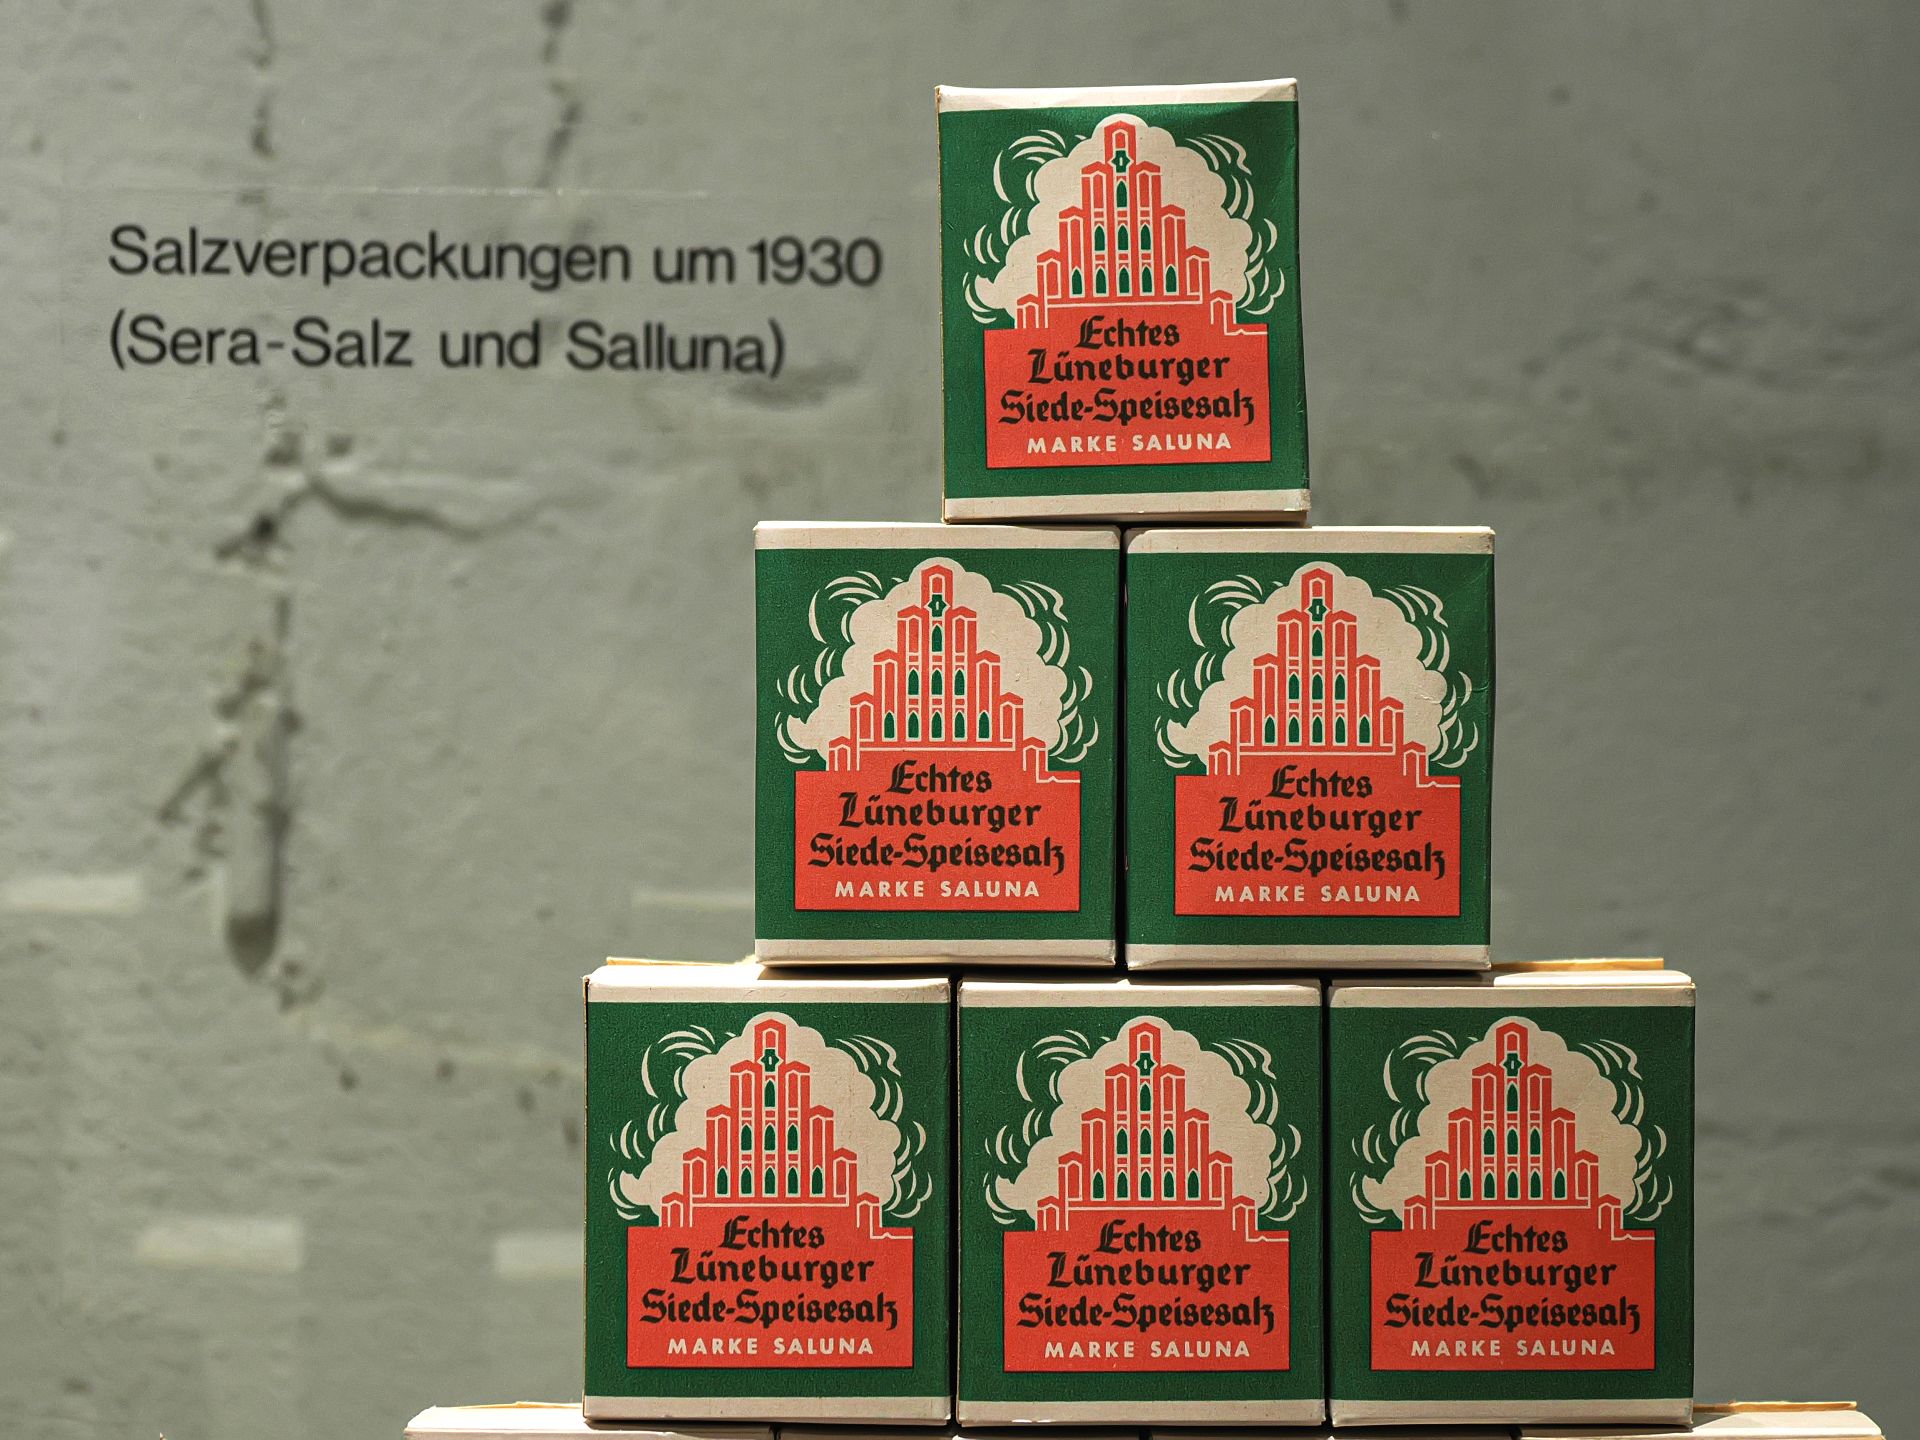 Salzverpackungen um 1930
(Sera-Salz und Salluna)
Echtes
Lüneburger
Siede-Speisesalz
MARKE SALUNA
Echtes
Lüneburger
Siede-Speisesalz
MARKE SALUNA
Echtes
Lüneburger
Siede-Speisesalz
MARKE SALUNA
Echtes
Lüneburger
Siede-Speisesalz
MARKE SALUNA
Echtes
Lüneburger
Siede-Speisesalz
MARKE SALUNA
Echtes
Lüneburger
Siede-Speisesalz
MARKE SALUNA